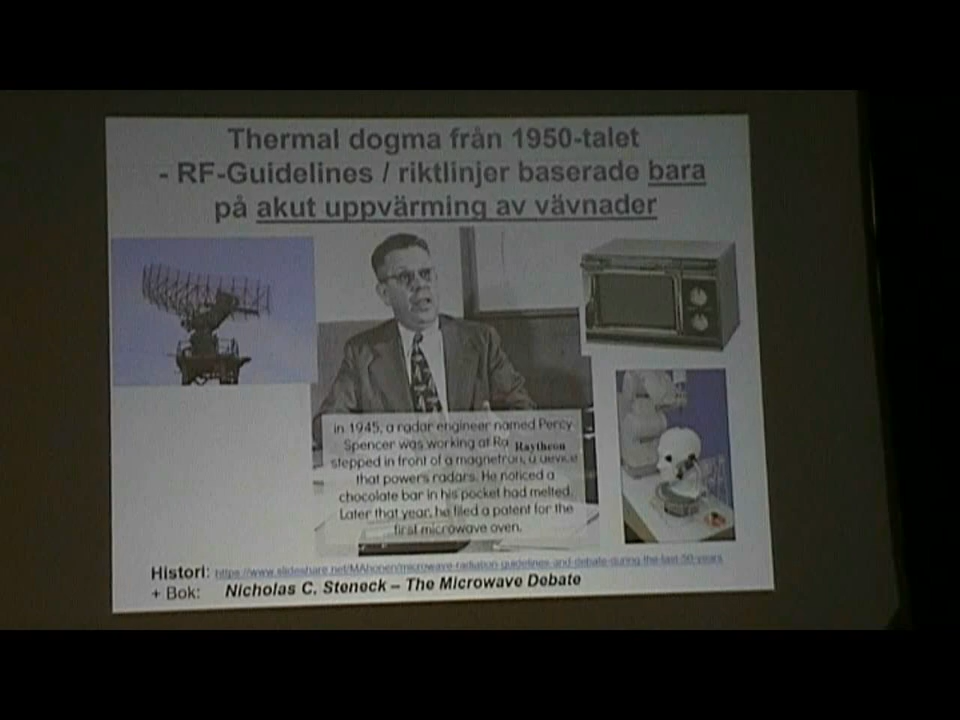 Thermal dogma från 1950-talet
- RF-Guidelines / riktlinjer baserade bara
på akut uppvärming av vävnader
in 1945, a radar engineer named Percy
Spencer was working at Ra Raytheon
stepped in front of a magnetron, a device
that powers radars. He noticed a
chocolate bar in his pocket had melted.
Later that year, he filed a patent for the
first microwave oven.
Histori: https://www.slideshare.net/MAhonen/microwave-radiation-guidelines-and-debate-during-the-last-50-years
+ Bok: Nicholas C. Steneck – The Microwave Debate